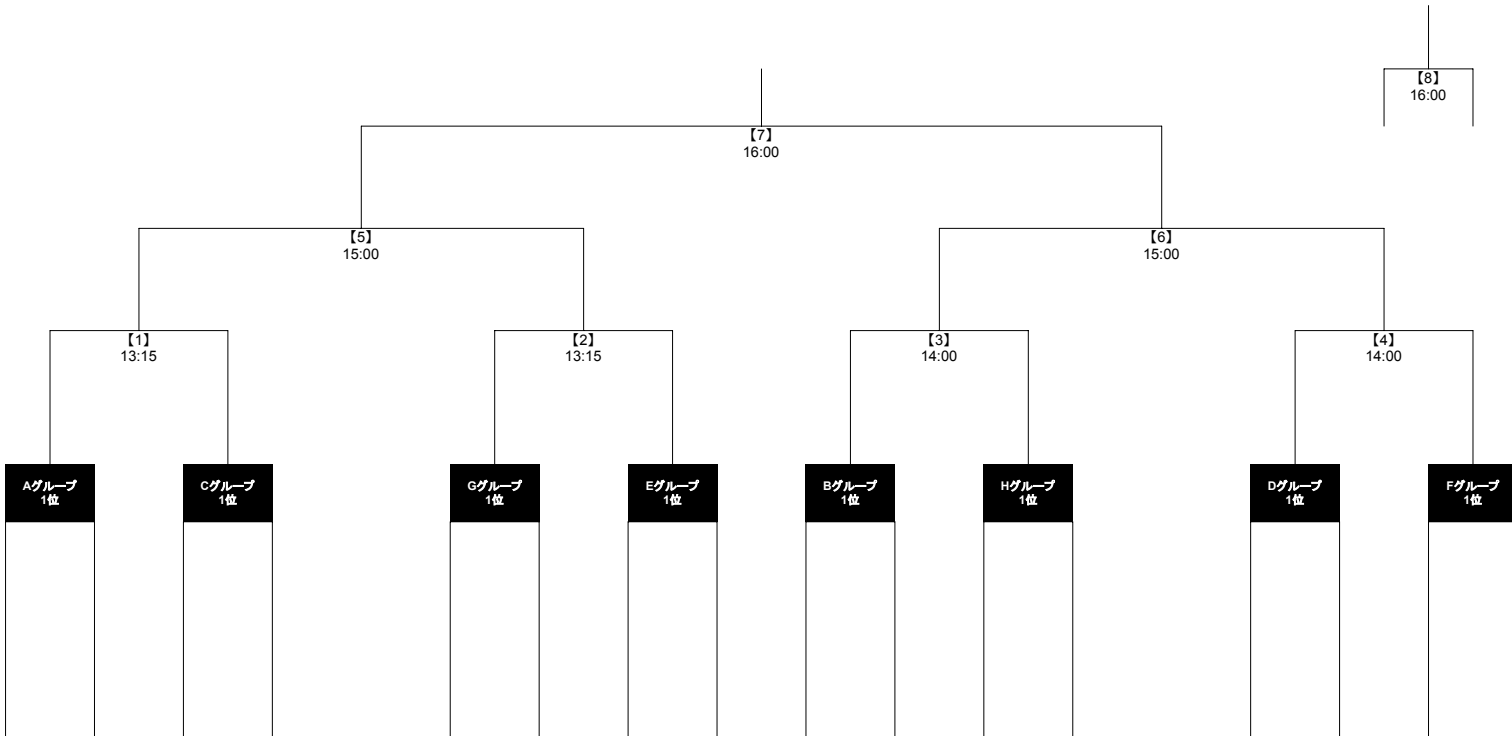 【8】
16:00
【7】
16:00
【5】
15:00
【6】
15:00
【1】
13:15
【2】
13:15
【3】
14:00
【4】
14:00
Aグループ
1位
Cグループ
1位
Gグループ
1位
Eグループ
1位
Bグループ
1位
Hグループ
1位
Dグループ
1位
Fグループ
1位